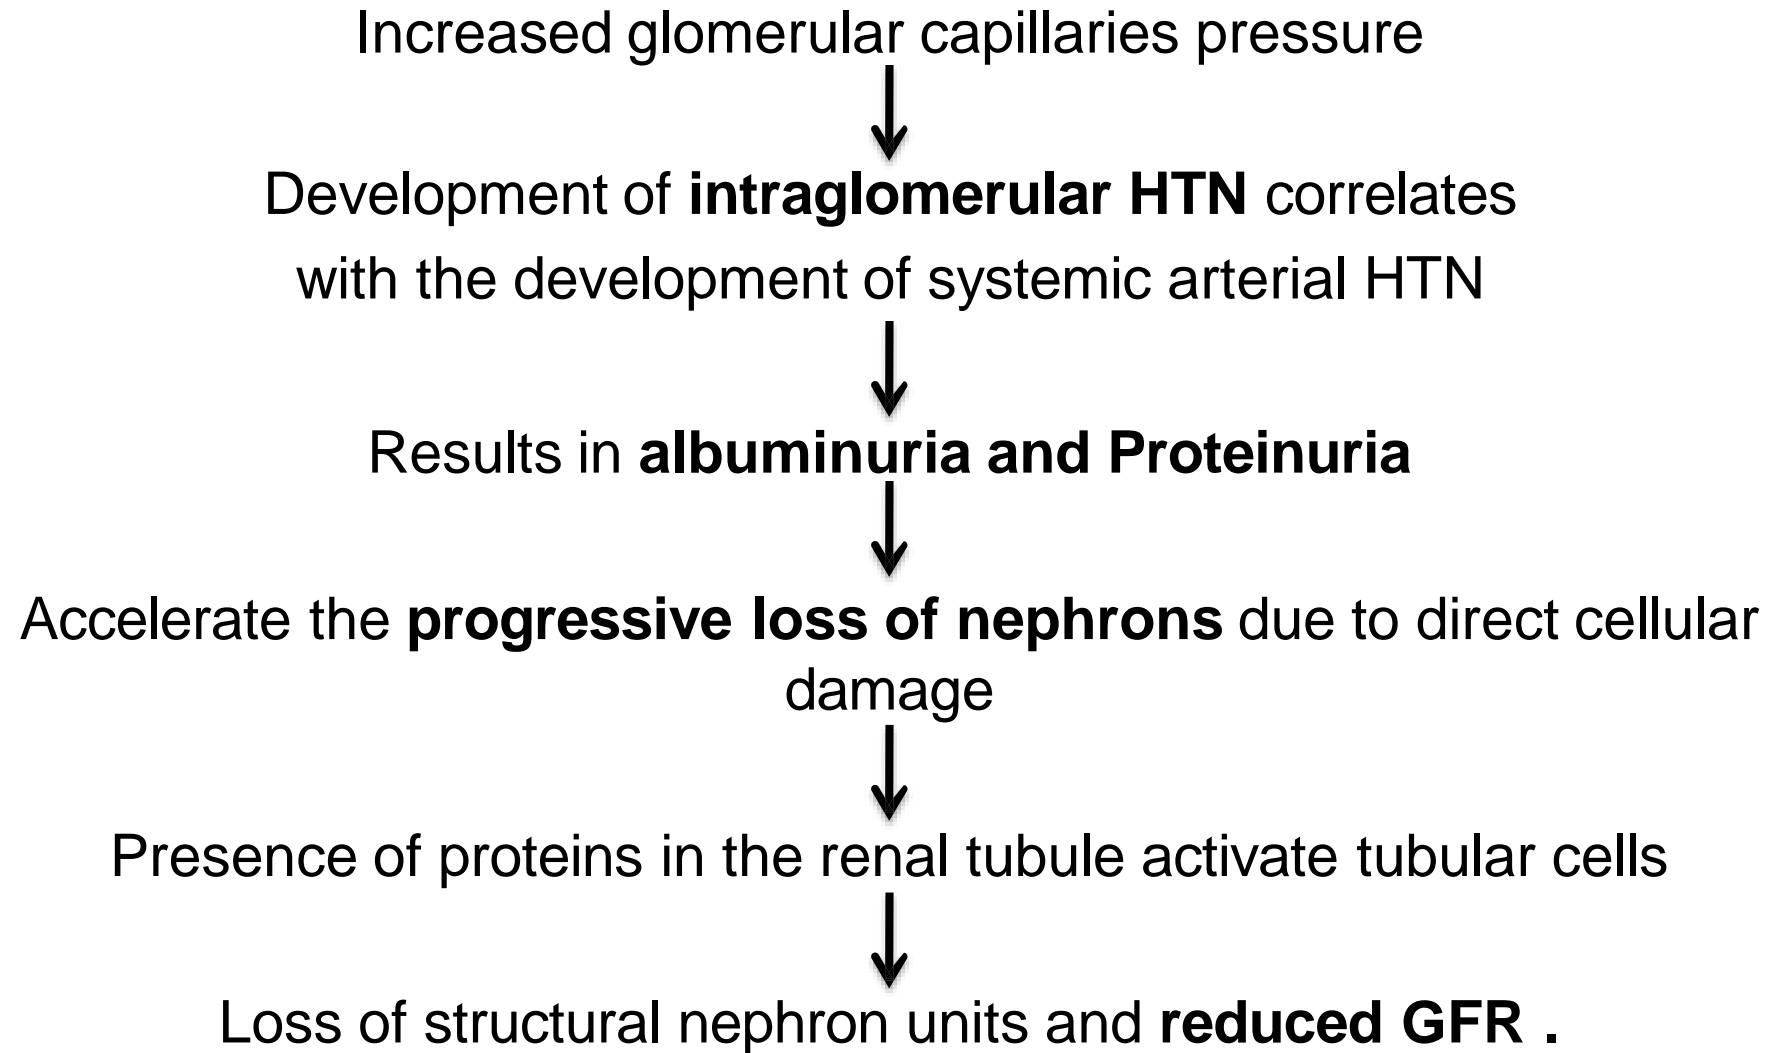 Increased glomerular capillaries pressure
Development of intraglomerular HTN correlates
with the development of systemic arterial HTN
Results in albuminuria and Proteinuria
Accelerate the progressive loss of nephrons due to direct cellular
damage
Presence of proteins in the renal tubule activate tubular cells
Loss of structural nephron units and reduced GFR .